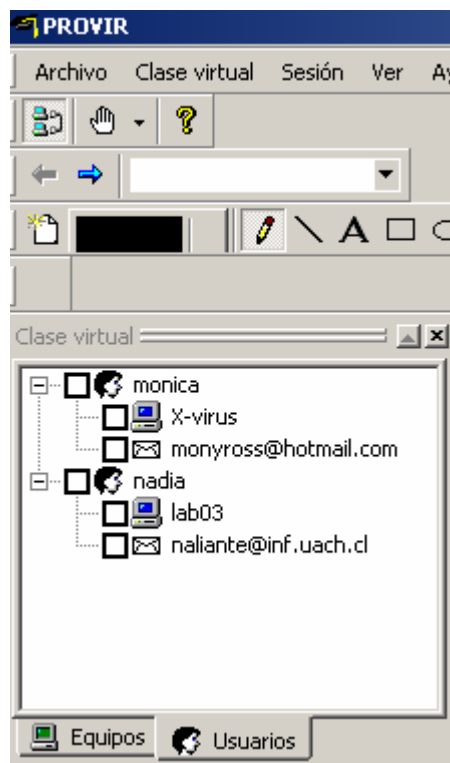 PROVIR
Archivo Clase virtual Sesión Ver Ay
A
Clase virtual
monica
X-virus
monyross@hotmail.com
nadia
lab03
naliante@inf.uach.cl
Equipos Usuarios